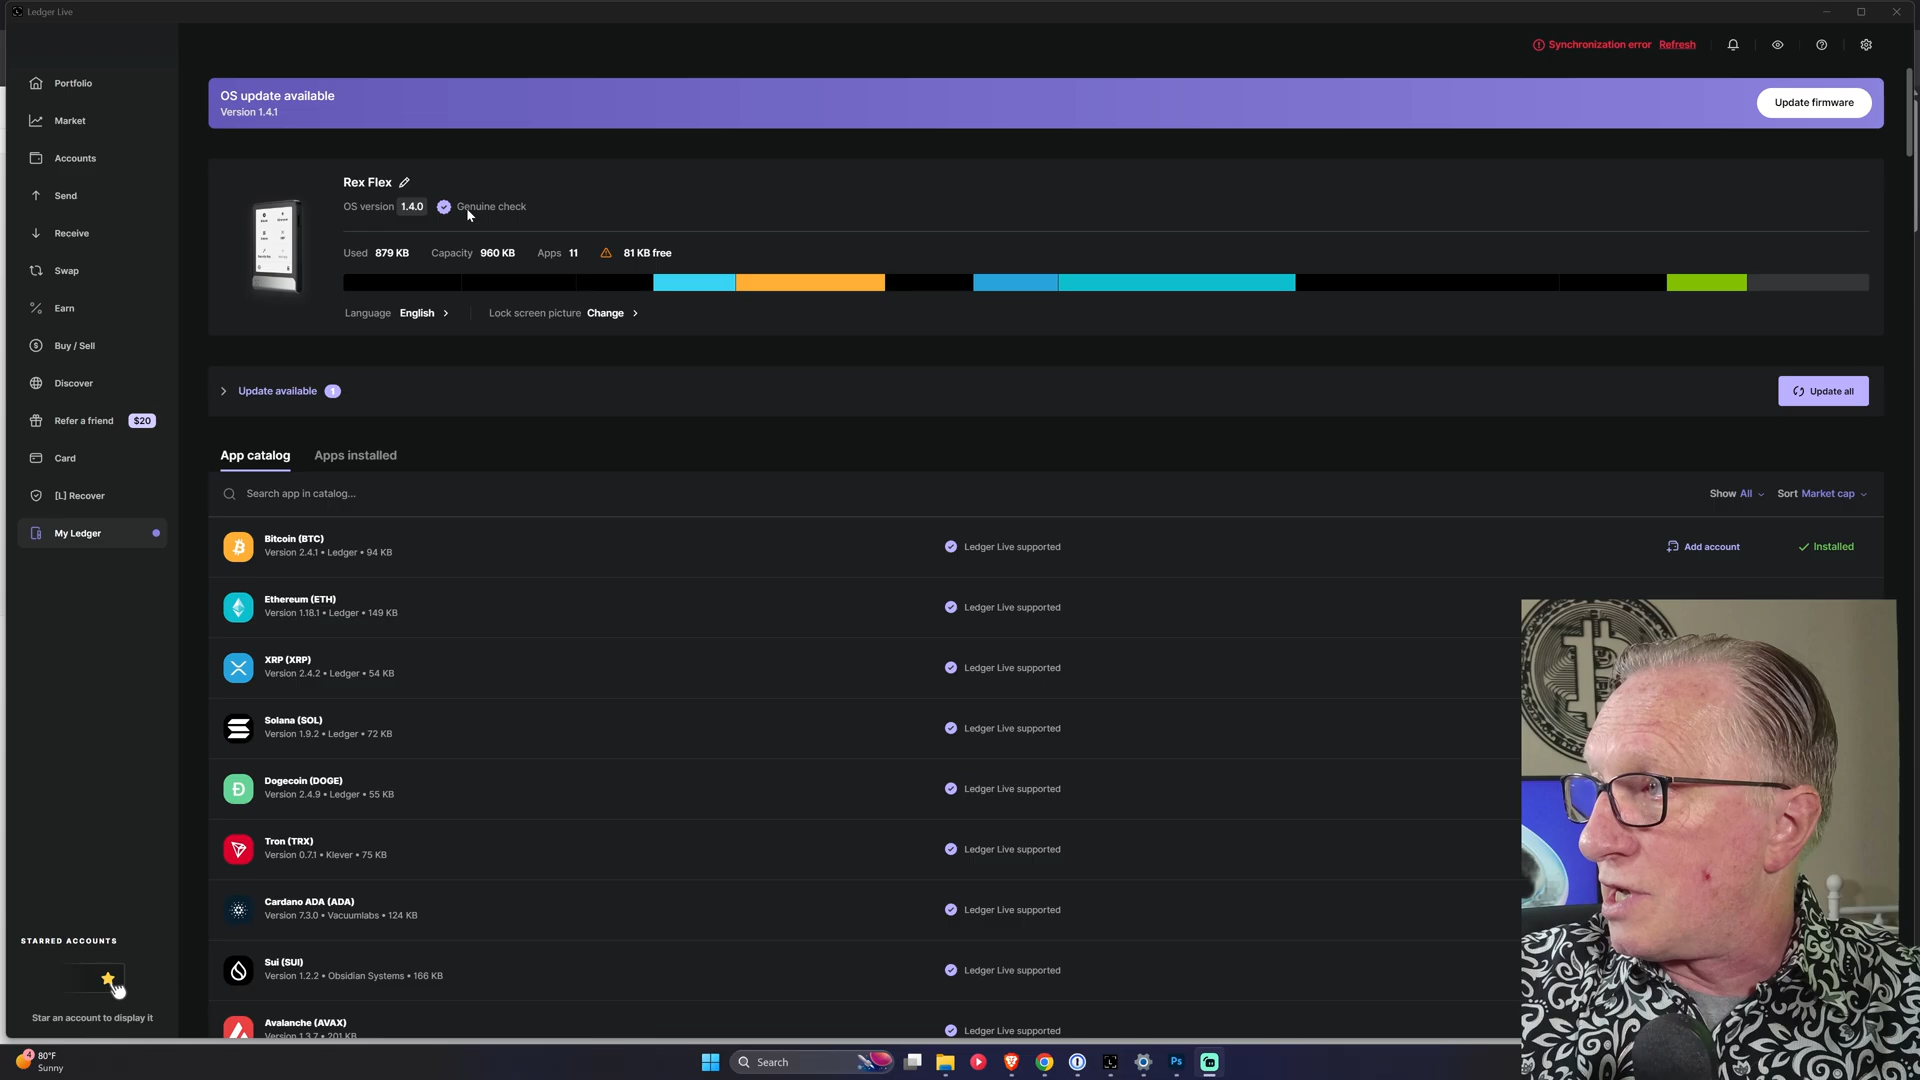 Ledger Live
Synchronization error Refresh
Portfolio
Market
Accounts
Send
Receive
Swap
Earn
Buy / Sell
Discover
Refer a friend $20
Card
[L] Recover
My Ledger
STARRED ACCOUNTS
Star an account to display it
OS update available
Version 1.4.1
Update firmware
Rex Flex
OS version 1.4.0 Genuine check
Used 879 KB Capacity 960 KB Apps 11 81 KB free
Language English Lock screen picture Change
Update available 1
Update all
App catalog Apps installed
Search app in catalog...
Show All Sort Market cap
Bitcoin (BTC)
Version 2.4.1 • Ledger • 94 KB
Ledger Live supported
Add account
Installed
Ethereum (ETH)
Version 1.18.1 • Ledger • 149 KB
Ledger Live supported
XRP (XRP)
Version 2.4.2 • Ledger • 54 KB
Ledger Live supported
Solana (SOL)
Version 1.9.2 • Ledger • 72 KB
Ledger Live supported
Dogecoin (DOGE)
Version 2.4.9 • Ledger • 55 KB
Ledger Live supported
Tron (TRX)
Version 0.7.1 • Klever • 75 KB
Ledger Live supported
Cardano ADA (ADA)
Version 7.3.0 • Vacuumlabs • 124 KB
Ledger Live supported
Sui (SUI)
Version 1.2.2 • Obsidian Systems • 166 KB
Ledger Live supported
Avalanche (AVAX)
Version 1.3.7 • 201 KB
Ledger Live supported
4
80°F
Sunny
Search
Ps